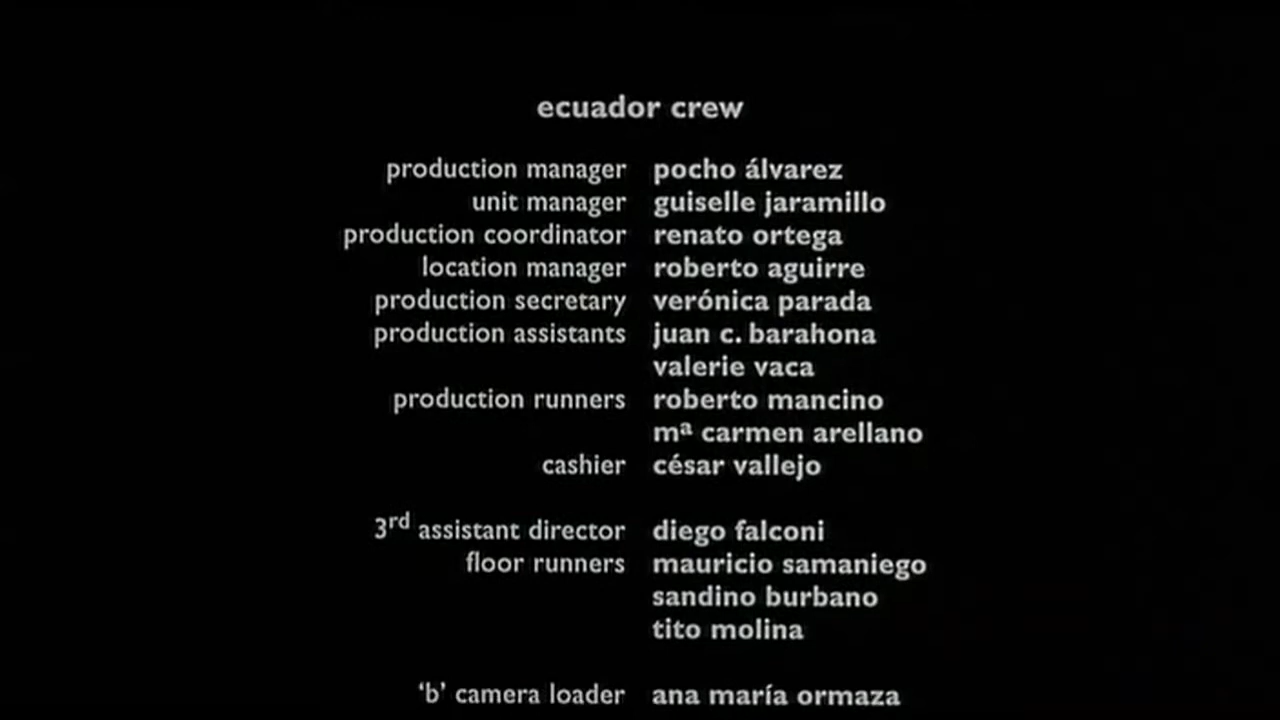 ecuador crew
production manager pocho álvarez
unit manager guiselle jaramillo
production coordinator renato ortega
location manager roberto aguirre
production secretary verónica parada
production assistants juan c. barahona
valerie vaca
production runners roberto mancino
mª carmen arellano
cashier césar vallejo
3rd assistant director diego falconi
floor runners mauricio samaniego
sandino burbano
tito molina
‘b’ camera loader ana maría ormaza